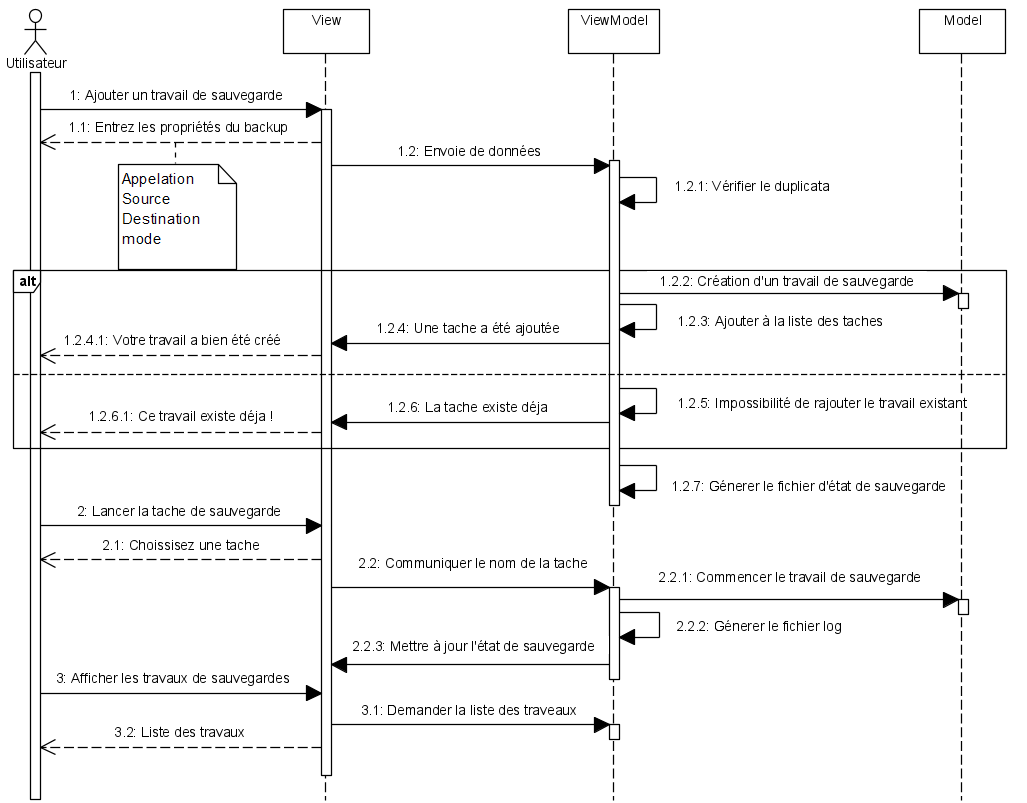 View
ViewModel
Model
Utilisateur
1: Ajouter un travail de sauvegarde
1.1: Entrez les propriétés du backup
1.2: Envoie de données
Appelation
Source
Destination
mode
1.2.1: Vérifier le duplicata
alt
1.2.2: Création d'un travail de sauvegarde
1.2.3: Ajouter à la liste des taches
1.2.4: Une tache a été ajoutée
1.2.4.1: Votre travail a bien été créé
1.2.5: Impossibilité de rajouter le travail existant
1.2.6: La tache existe déja
1.2.6.1: Ce travail existe déja !
1.2.7: Génerer le fichier d'état de sauvegarde
2: Lancer la tache de sauvegarde
2.1: Choissisez une tache
2.2: Communiquer le nom de la tache
2.2.1: Commencer le travail de sauvegarde
2.2.2: Génerer le fichier log
2.2.3: Mettre à jour l'état de sauvegarde
3: Afficher les travaux de sauvegardes
3.1: Demander la liste des traveaux
3.2: Liste des travaux